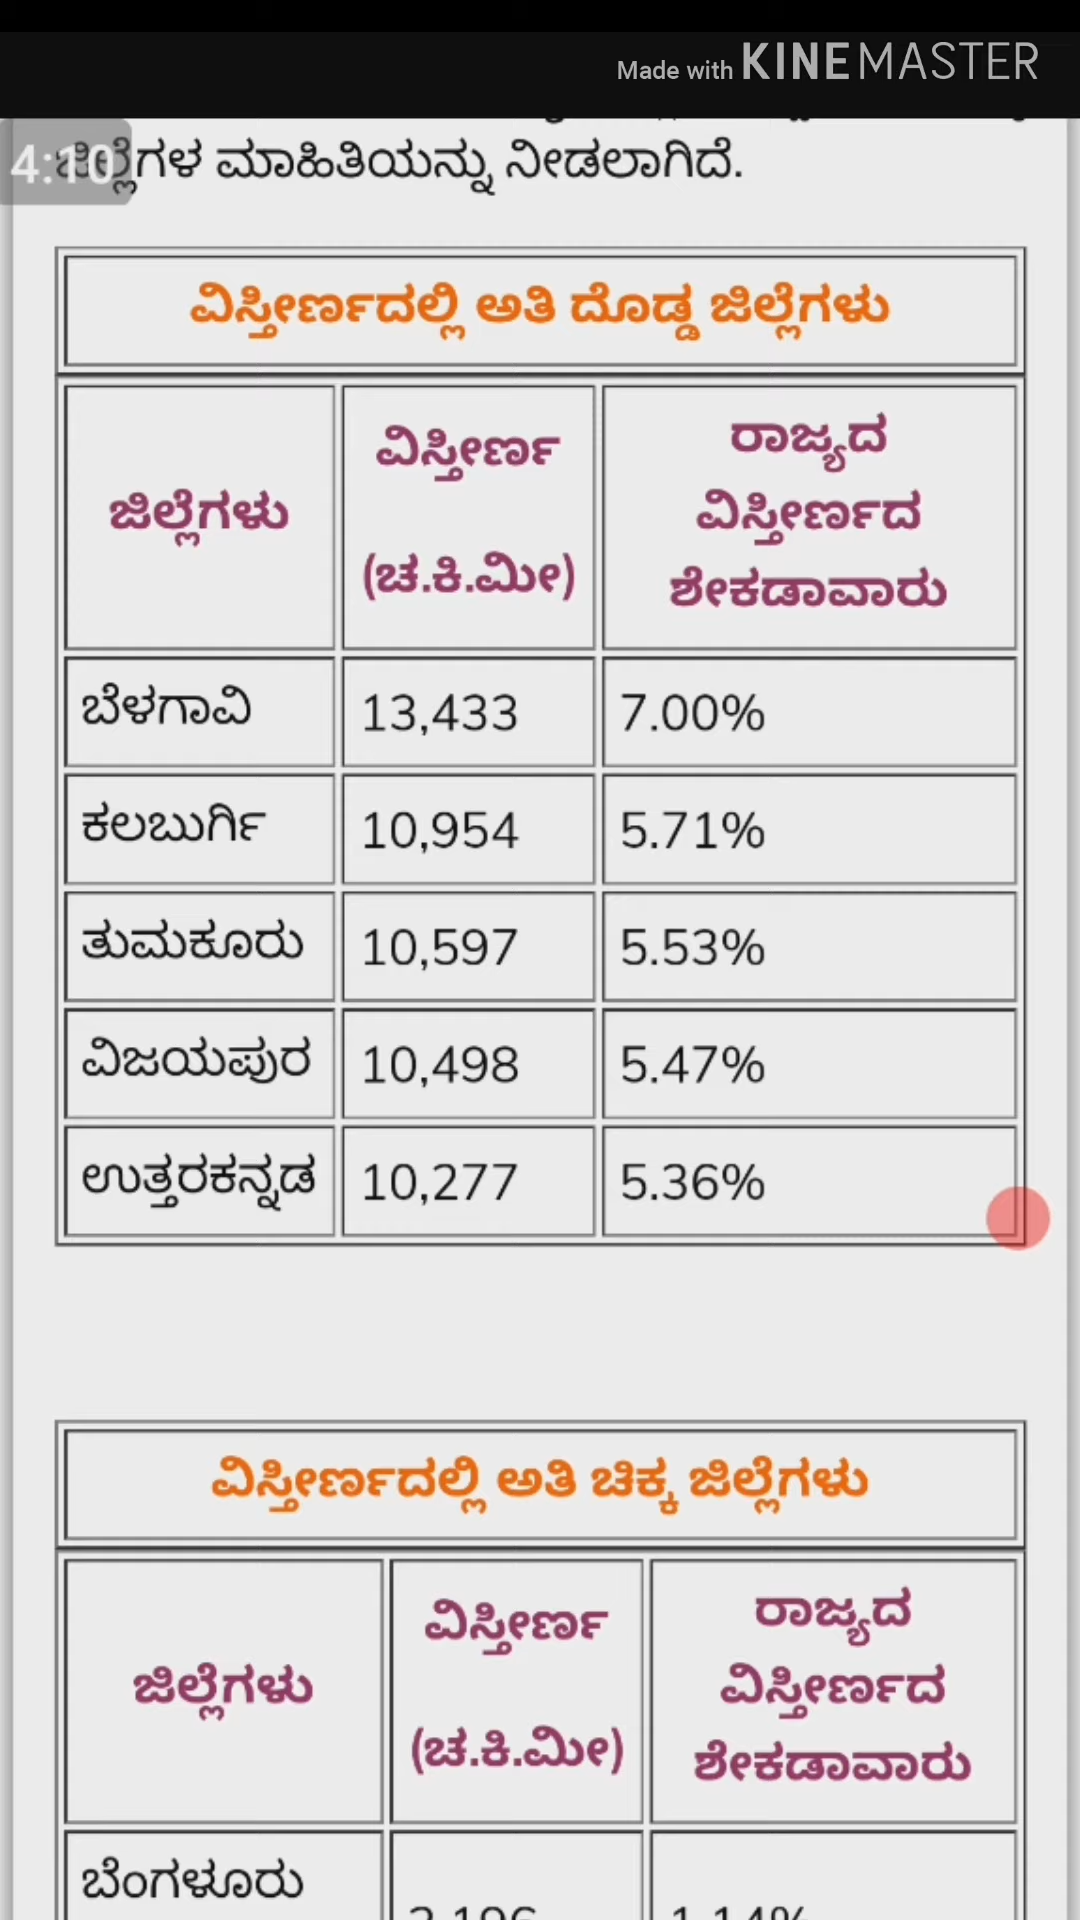 Made with KINEMASTER
4:10
ಜಿಲ್ಲೆಗಳ ಮಾಹಿತಿಯನ್ನು ನೀಡಲಾಗಿದೆ.
ವಿಸ್ತೀರ್ಣದಲ್ಲಿ ಅತಿ ದೊಡ್ಡ ಜಿಲ್ಲೆಗಳು
ಜಿಲ್ಲೆಗಳು
ವಿಸ್ತೀರ್ಣ
(ಚ.ಕಿ.ಮೀ)
ರಾಜ್ಯದ
ವಿಸ್ತೀರ್ಣದ
ಶೇಕಡಾವಾರು
ಬೆಳಗಾವಿ 13,433 7.00%
ಕಲಬುರ್ಗಿ 10,954 5.71%
ತುಮಕೂರು 10,597 5.53%
ವಿಜಯಪುರ 10,498 5.47%
ಉತ್ತರಕನ್ನಡ 10,277 5.36%
ವಿಸ್ತೀರ್ಣದಲ್ಲಿ ಅತಿ ಚಿಕ್ಕ ಜಿಲ್ಲೆಗಳು
ಜಿಲ್ಲೆಗಳು
ವಿಸ್ತೀರ್ಣ
(ಚ.ಕಿ.ಮೀ)
ರಾಜ್ಯದ
ವಿಸ್ತೀರ್ಣದ
ಶೇಕಡಾವಾರು
ಬೆಂಗಳೂರು